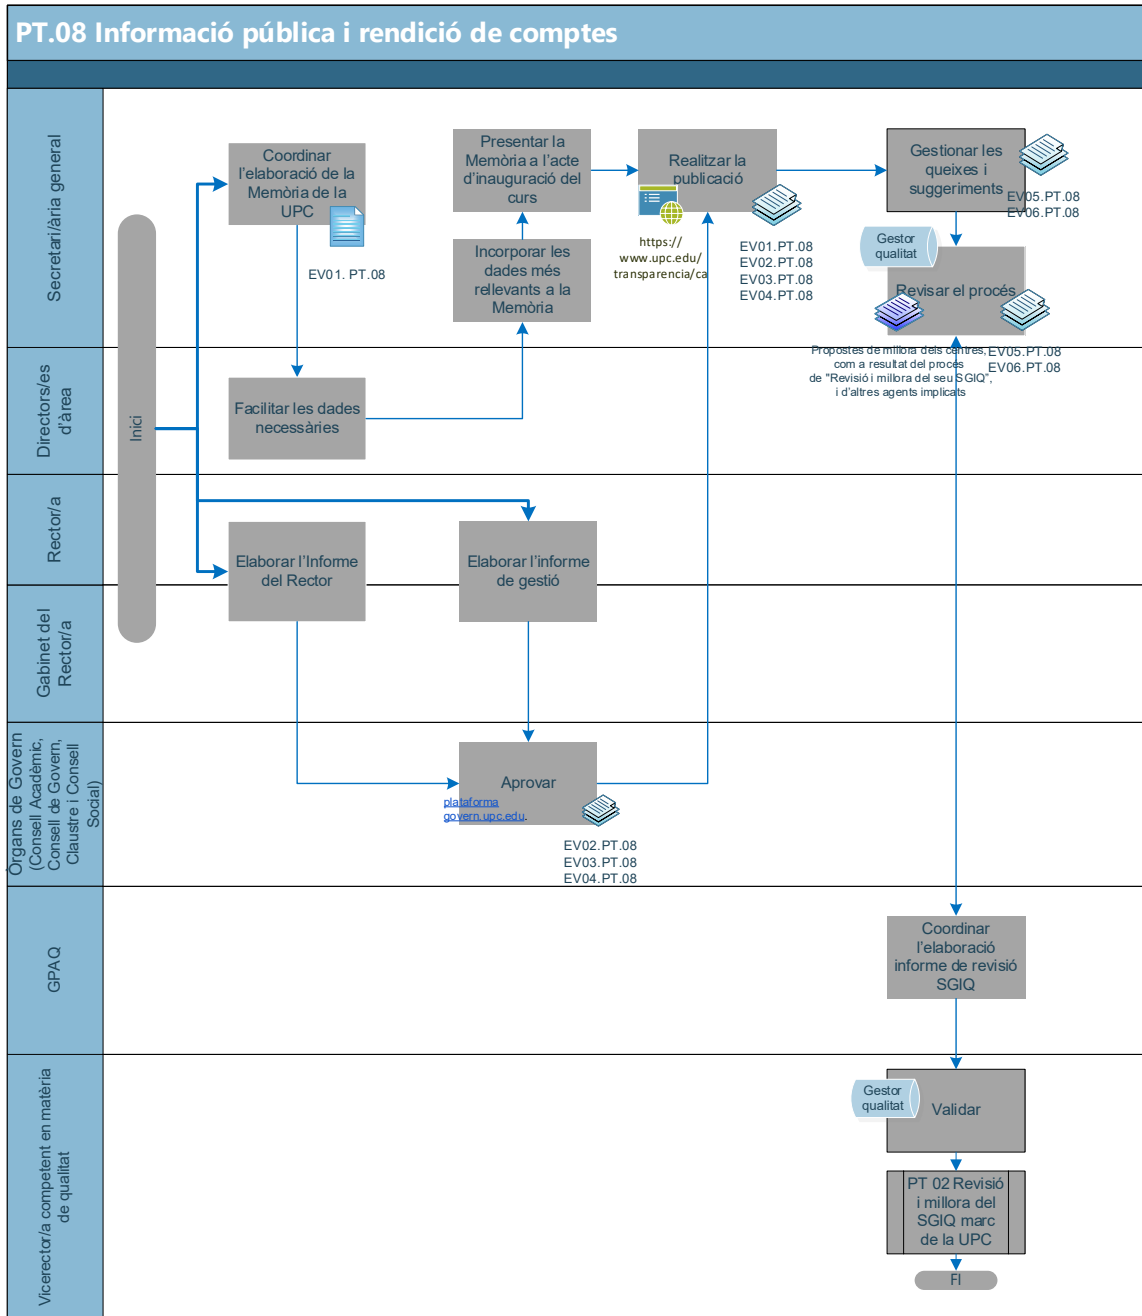 PT.08 Informació pública i rendició de comptes
Secretari/ària general
Coordinar
l'elaboració de la
Memòria de la
UPC
EV01. PT.08
Presentar la
Memòria a l'acte
d'inauguració del
curs
Incorporar les
dades més
rellevants a la
Memòria
Realitzar la
publicació
https://
www.upc.edu/
transparencia/ca
EV01.PT.08
EV02.PT.08
EV03.PT.08
EV04.PT.08
Gestionar les
queixes i
suggeriments
EV05.PT.08
EV06.PT.08
Gestor
qualitat
Revisar el procés
Propostes de millora dels centres,
com a resultat del procés
de "Revisió i millora del seu SGIQ",
i d'altres agents implicats
EV05.PT.08
EV06.PT.08
Directors/es
d'àrea
Inici
Facilitar les dades
necessàries
Rector/a
Elaborar l'Informe
del Rector
Elaborar l'informe
de gestió
Gabinet del
Rector/a
Òrgans de Govern
(Consell Acadèmic,
Consell de Govern,
Claustre i Consell
Social)
Aprovar
plataforma
govern.upc.edu.
EV02.PT.08
EV03.PT.08
EV04.PT.08
GPAQ
Coordinar
l'elaboració
informe de revisió
SGIQ
Vicerector/a competent en matèria
de qualitat
Gestor
qualitat
Validar
PT 02 Revisió
i millora del
SGIQ marc
de la UPC
FI